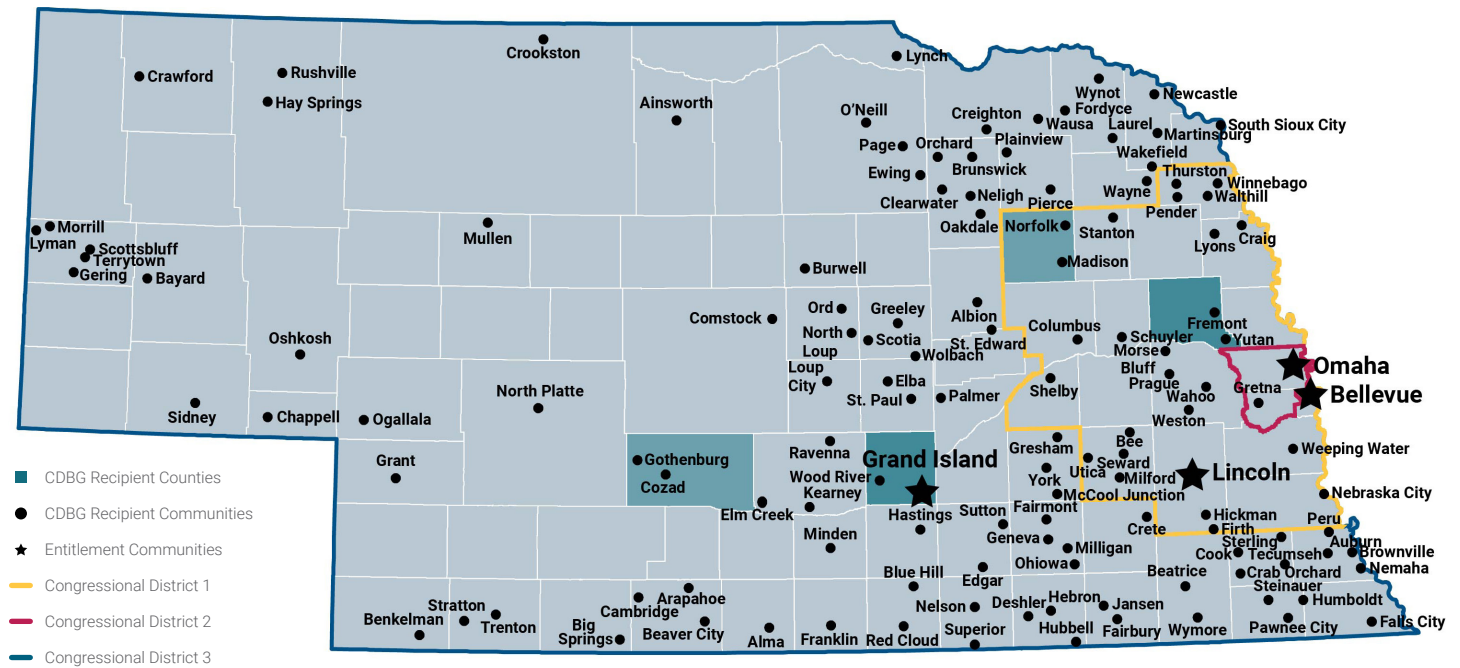 Crookston
Lynch
Crawford
Rushville
Hay Springs
Ainsworth
O'Neill
Wynot
Newcastle
Fordyce
Creighton
Wausa
Laurel
South Sioux City
Martinsburg
Page
Orchard
Plainview
Wakefield
Ewing
Brunswick
Thurston
Winnebago
Wayne
Walthill
Clearwater
Neligh
Pierce
Pender
Morrill
Lyman
Scottsbluff
Terrytown
Gering
Bayard
Mullen
Oakdale
Norfolk
Stanton
Lyons
Craig
Madison
Burwell
Comstock
Ord
Greeley
Albion
Columbus
Fremont
North
Loup
Scotia
St. Edward
Schuyler
Yutan
Oshkosh
Wolbach
Morse
Bluff
Omaha
Loup
City
Elba
Shelby
Prague
Gretna
Bellevue
North Platte
St. Paul
Palmer
Wahoo
Weston
Sidney
Chappell
Ogallala
Grant
Gothenburg
Cozad
Ravenna
Grand Island
Gresham
Bee
Weeping Water
Wood River
Utica
Seward
Lincoln
York
Milford
Kearney
McCool Junction
Nebraska City
Elm Creek
Hastings
Sutton
Fairmont
Crete
Hickman
Firth
Peru
Minden
Geneva
Sterling
Auburn
Milligan
Cook
Tecumseh
Brownville
Ohiowa
Nemaha
Blue Hill
Edgar
Beatrice
Crab Orchard
Steinauer
Arapahoe
Cambridge
Nelson
Deshler
Hebron
Jansen
Humboldt
Stratton
Benkelman
Trenton
Big
Springs
Beaver City
Alma
Franklin
Red Cloud
Superior
Hubbell
Fairbury
Wymore
Pawnee City
Falls City
CDBG Recipient Counties
CDBG Recipient Communities
Entitlement Communities
Congressional District 1
Congressional District 2
Congressional District 3